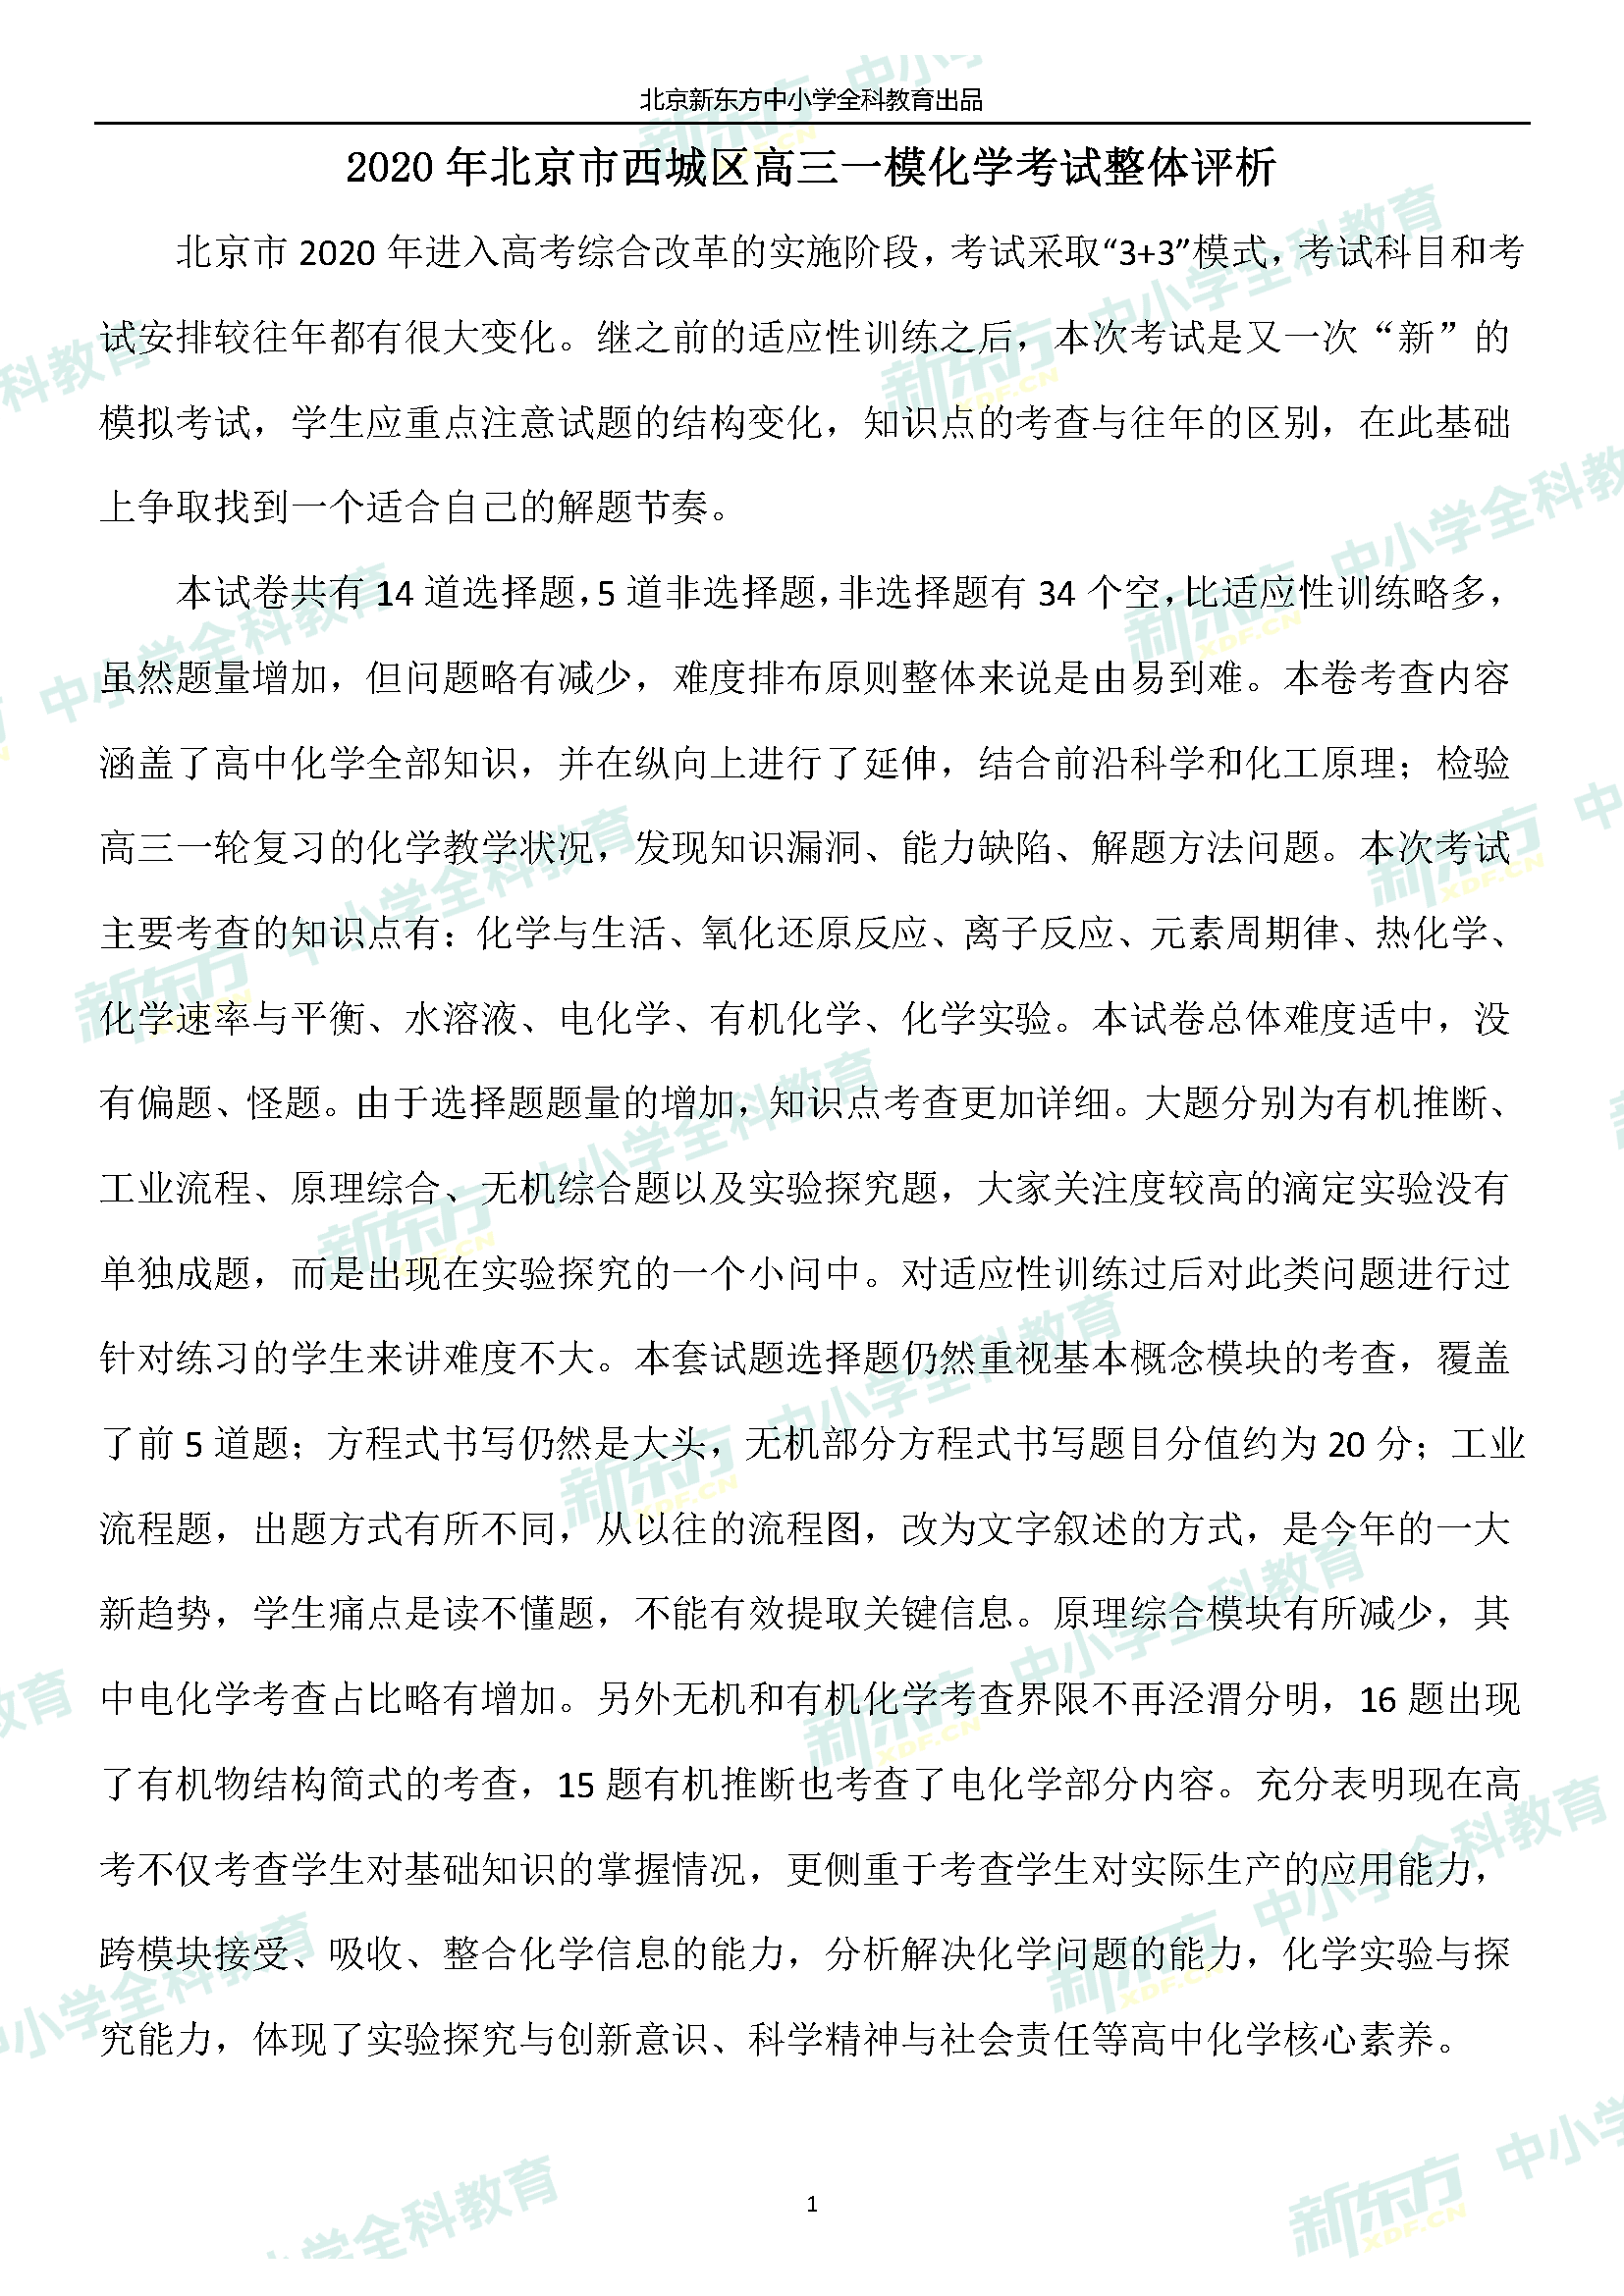 北京新东方中小学全科教育出品
2020 年北京市西城区高三一模化学考试整体评析
北京市 2020 年进入高考综合改革的实施阶段，考试采取“3+3”模式，考试科目和考
试安排较往年都有很大变化。继之前的适应性训练之后，本次考试是又一次“新”的
模拟考试，学生应重点注意试题的结构变化，知识点的考查与往年的区别，在此基础
上争取找到一个适合自己的解题节奏。
本试卷共有 14 道选择题，5 道非选择题，非选择题有 34 个空，比适应性训练略多，
虽然题量增加，但问题略有减少，难度排布原则整体来说是由易到难。本卷考查内容
涵盖了高中化学全部知识，并在纵向上进行了延伸，结合前沿科学和化工原理；检验
高三一轮复习的化学教学状况，发现知识漏洞、能力缺陷、解题方法问题。本次考试
主要考查的知识点有：化学与生活、氧化还原反应、离子反应、元素周期律、热化学、
化学速率与平衡、水溶液、电化学、有机化学、化学实验。本试卷总体难度适中，没
有偏题、怪题。由于选择题题量的增加，知识点考查更加详细。大题分别为有机推断、
工业流程、原理综合、无机综合题以及实验探究题，大家关注度较高的滴定实验没有
单独成题，而是出现在实验探究的一个小问中。对适应性训练过后对此类问题进行过
针对练习的学生来讲难度不大。本套试题选择题仍然重视基本概念模块的考查，覆盖
了前 5 道题；方程式书写仍然是大头，无机部分方程式书写题目分值约为 20 分；工业
流程题，出题方式有所不同，从以往的流程图，改为文字叙述的方式，是今年的一大
新趋势，学生痛点是读不懂题，不能有效提取关键信息。原理综合模块有所减少，其
中电化学考查占比略有增加。另外无机和有机化学考查界限不再泾渭分明，16 题出现
了有机物结构简式的考查，15 题有机推断也考查了电化学部分内容。充分表明现在高
考不仅考查学生对基础知识的掌握情况，更侧重于考查学生对实际生产的应用能力，
跨模块接受、吸收、整合化学信息的能力，分析解决化学问题的能力，化学实验与探
究能力，体现了实验探究与创新意识、科学精神与社会责任等高中化学核心素养。
1